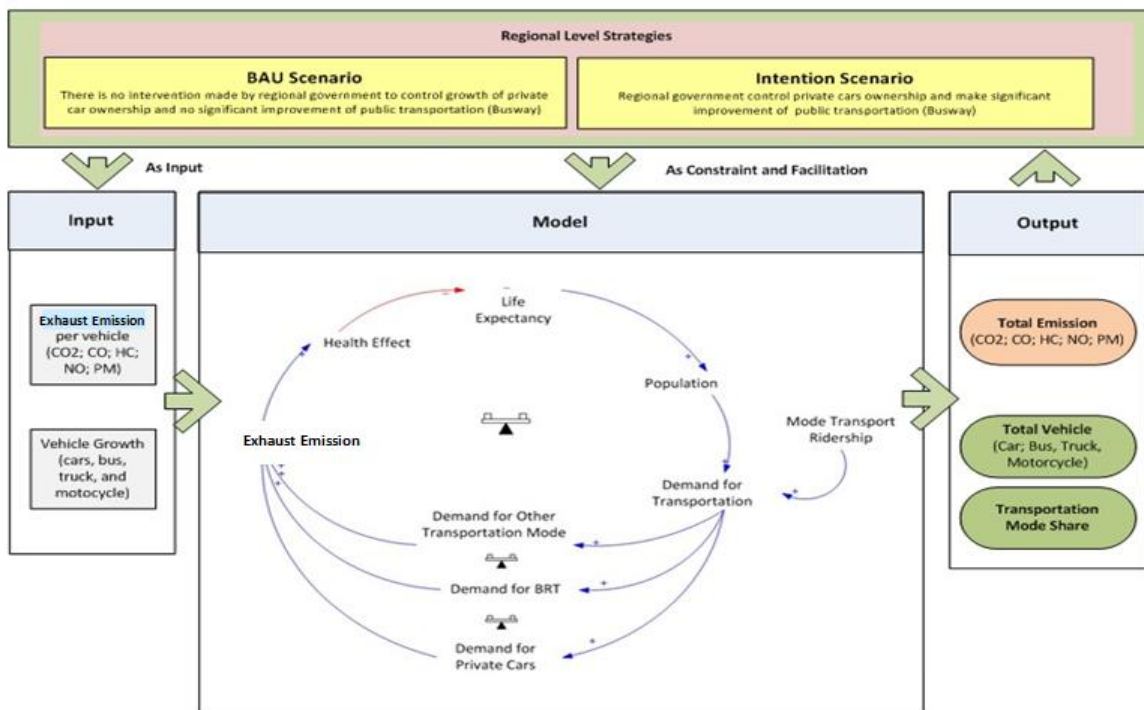 Regional Level Strategies
BAU Scenario
There is no intervention made by regional government to control growth of private
car ownership and no significant improvement of public transportation (Busway)
Intention Scenario
Regional government control private cars ownership and make significant
improvement of public transportation (Busway)
As Input
As Constraint and Facilitation
Input
Exhaust Emission
per vehicle
(CO2; CO; HC;
NO; PM)
Vehicle Growth
(cars, bus,
truck, and
motocycle)
Model
Life
Expectancy
Health Effect
Population
Mode Transport
Ridership
Exhaust Emission
Demand for
Transportation
Demand for Other
Transportation Mode
Demand for BRT
Demand for
Private Cars
Output
Total Emission
(CO2; CO; HC; NO; PM)
Total Vehicle
(Car; Bus, Truck,
Motorcycle)
Transportation
Mode Share